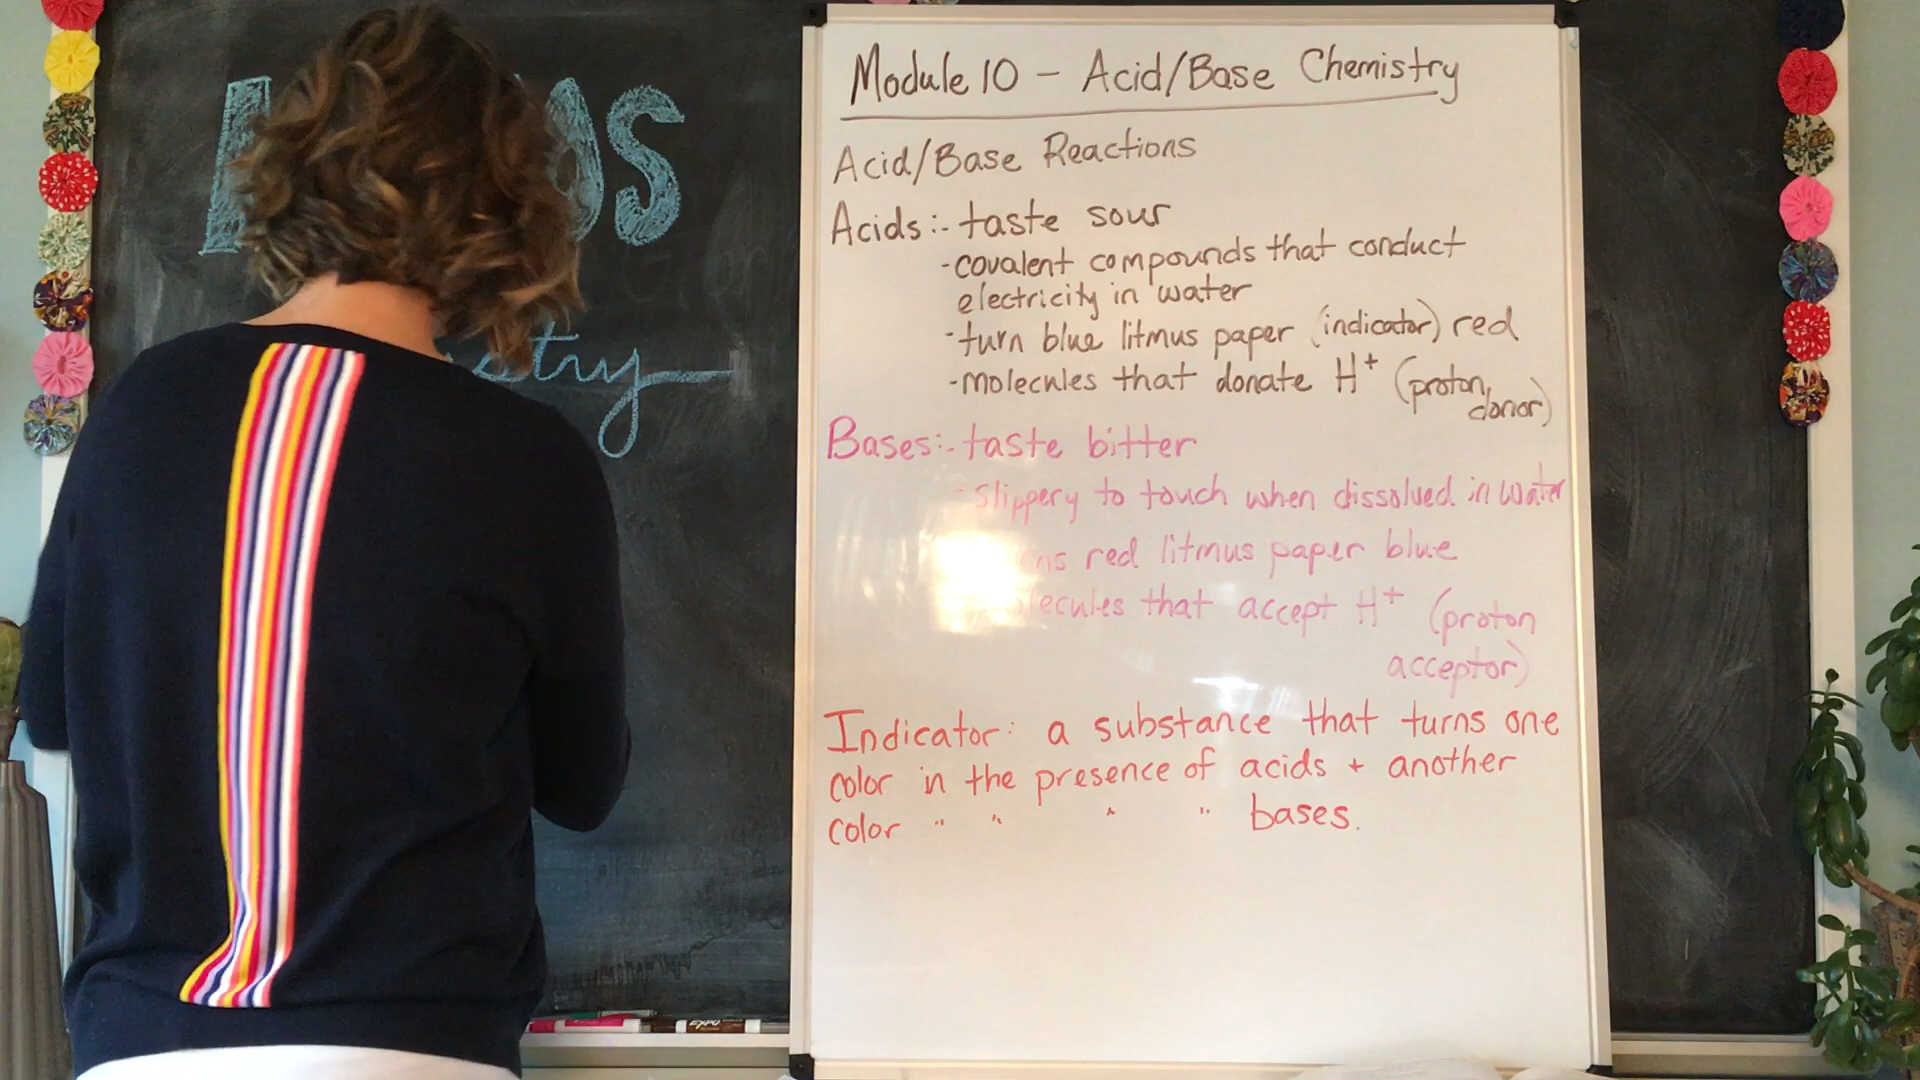 Module 10 - Acid/Base Chemistry
Acid/Base Reactions
Acids:- taste sour
- covalent compounds that conduct
electricity in water
- turn blue litmus paper (indicator) red
- molecules that donate H+ (proton
donor)
Bases:- taste bitter
- Slippery to touch when dissolved in water
red litmus paper blue
that accept H+ (proton
acceptor)
Indicator: a substance that turns one
color in the presence of acids + another
color " " " " bases.
EXPO